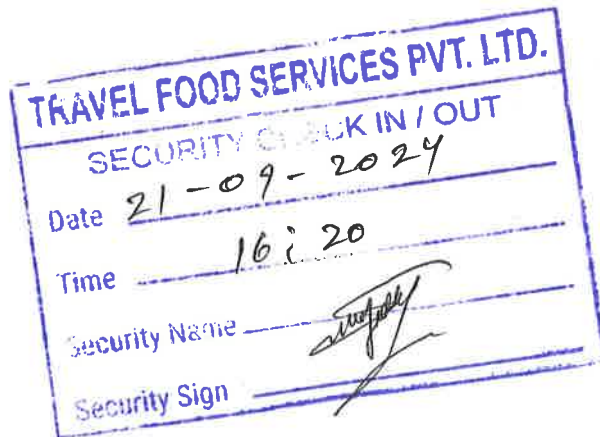 TRAVEL FOOD SERVICES PVT. LTD.
SECURITY CHECK IN / OUT
Date 21-09-2024
Time 16:20
Security Name
Security Sign